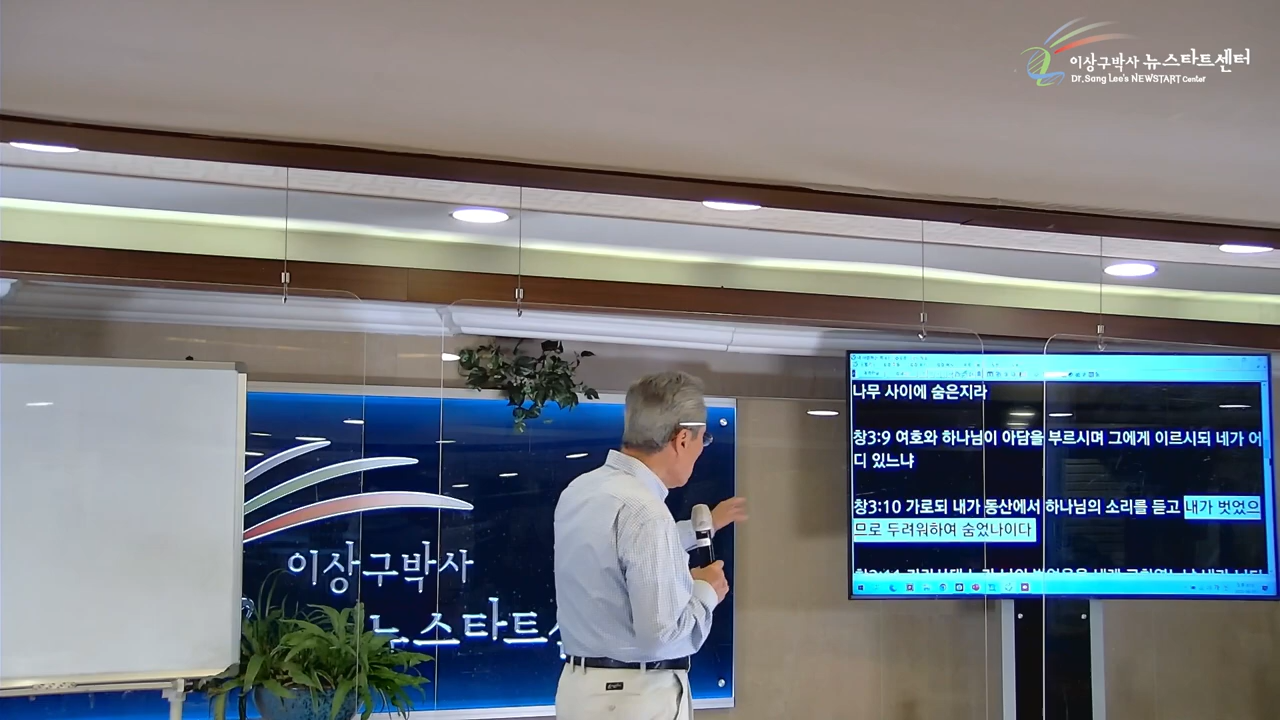 이상구박사 뉴스타트센터
Dr. Sang Lee's NEWSTART Center
나무 사이에 숨은지라
창3:9 여호와 하나님이 아담을 부르시며 그에게 이르시되 네가 어
디 있느냐
창3:10 가로되 내가 동산에서 하나님의 소리를 듣고 내가 벗었으
므로 두려워하여 숨었나이다
이상구박사
뉴스타트